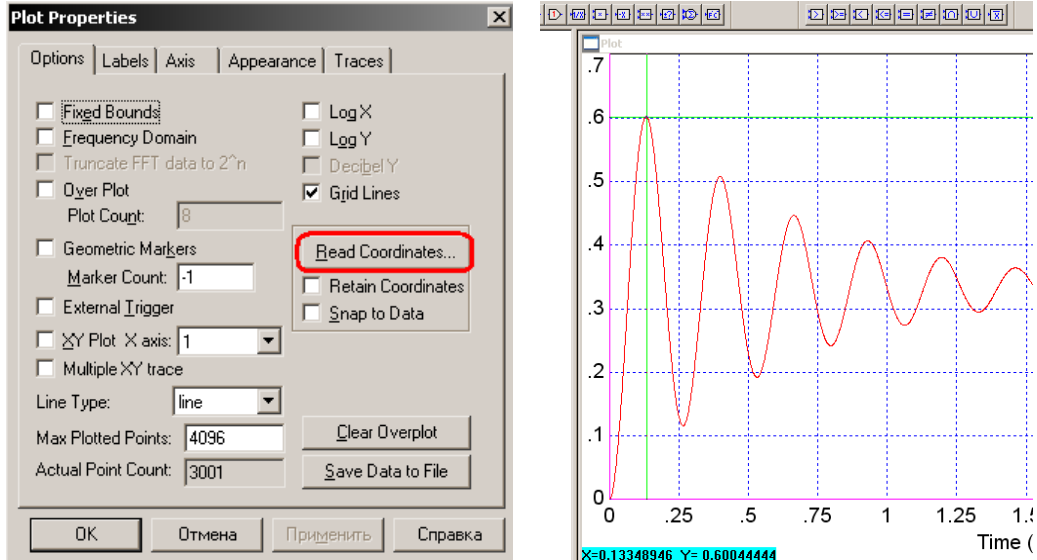 Plot Properties
Options Labels Axis Appearance Traces
Fixed Bounds
Frequency Domain
Truncate FFT data to 2^n
Over Plot
Plot Count: 8
Geometric Markers
Marker Count: -1
External Trigger
XY Plot X axis: 1
Multiple XY trace
Line Type: line
Max Plotted Points: 4096
Actual Point Count: 3001
Log X
Log Y
Decibel Y
Grid Lines
Read Coordinates...
Retain Coordinates
Snap to Data
Clear Overplot
Save Data to File
OK Отмена Применить Справка
Plot
.7
.6
.5
.4
.3
.2
.1
0
0 .25 .5 .75 1 1.25 1.5
Time (
X=0.13348946 Y= 0.60044444